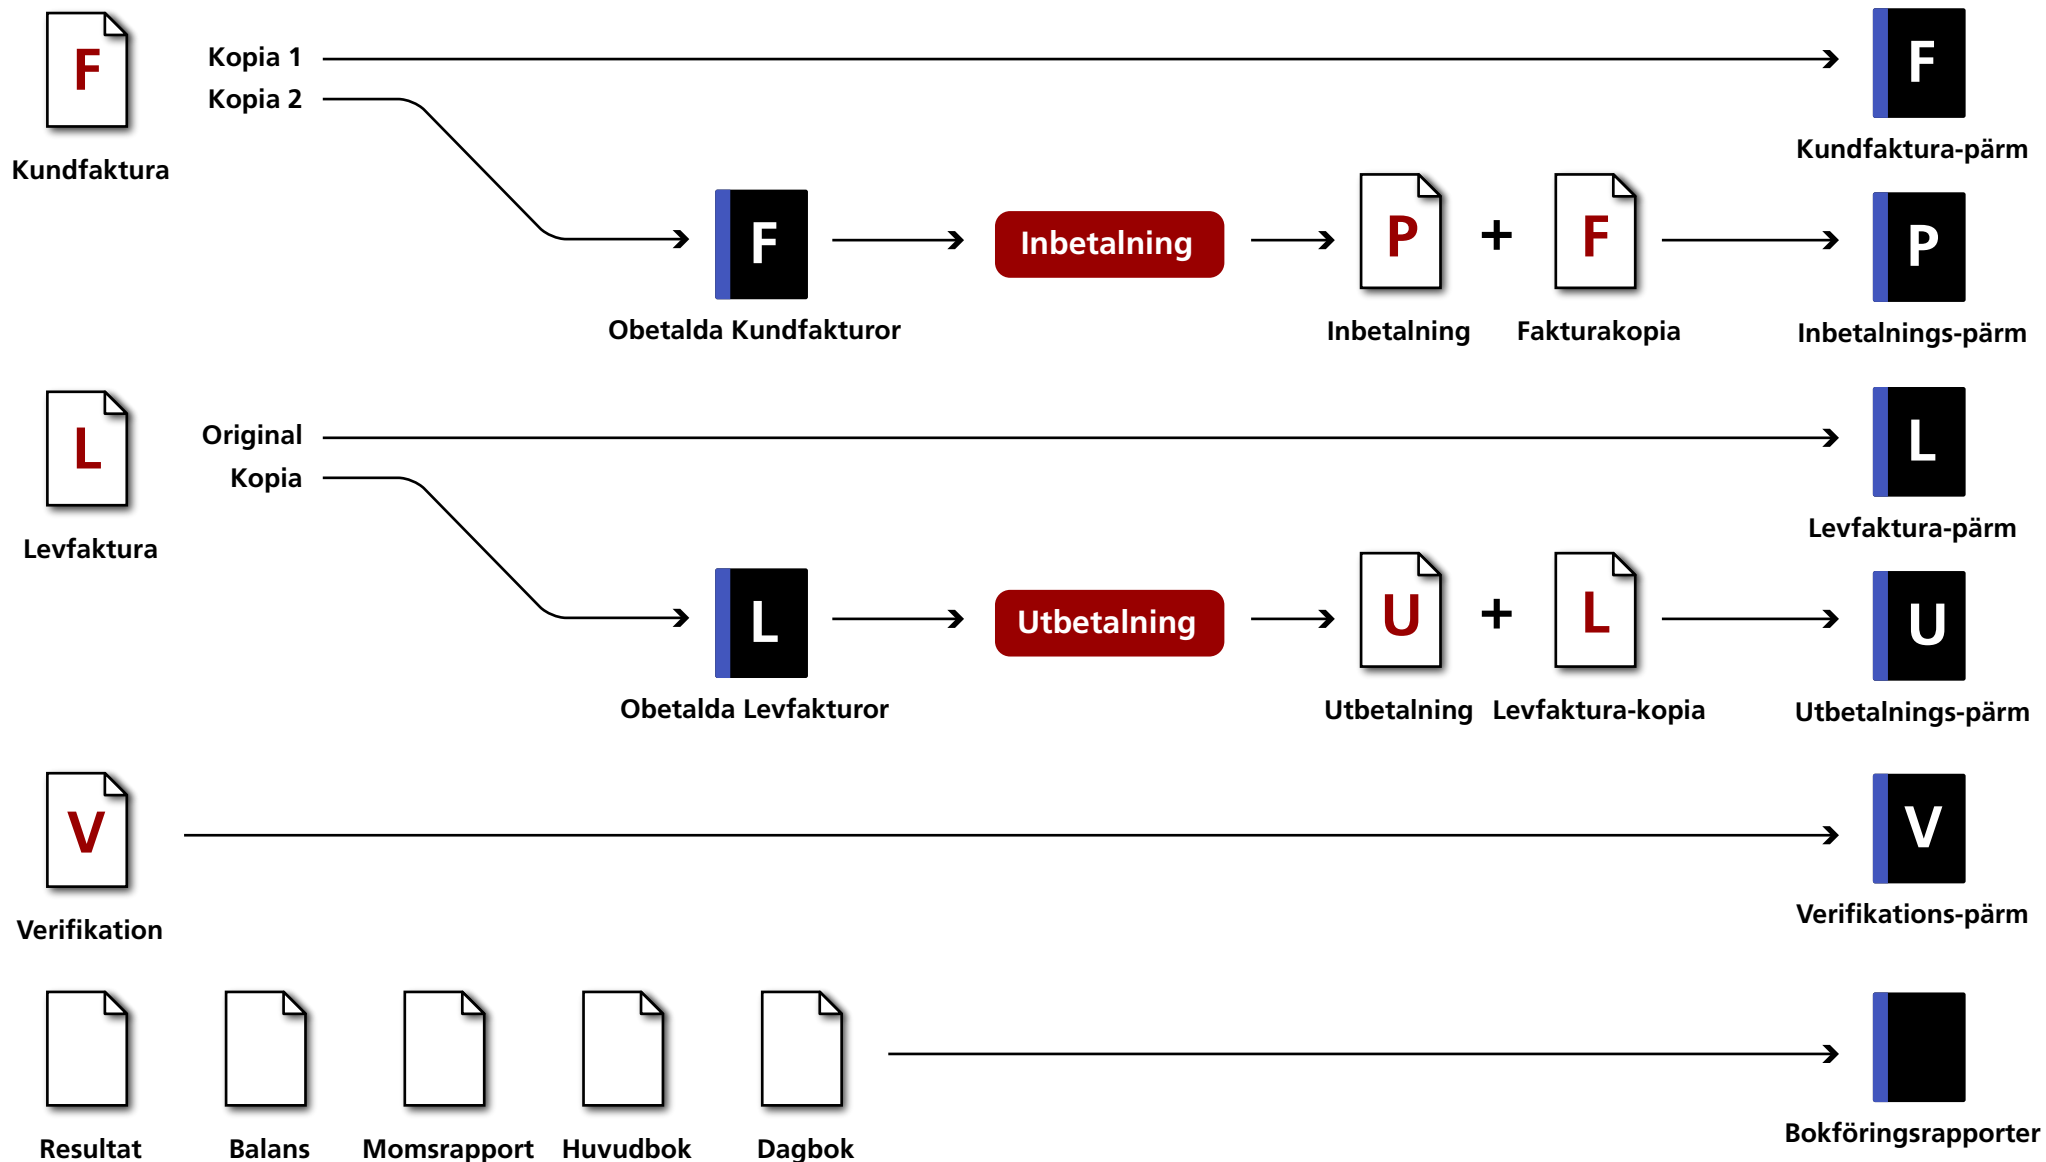 F
Kopia 1
Kopia 2
F
Kundfaktura
Kundfaktura-pärm
F
Inbetalning
P + F
P
Obetalda Kundfakturor
Inbetalning
Fakturakopia
Inbetalnings-pärm
L
Original
Kopia
L
Levfaktura
Levfaktura-pärm
L
Utbetalning
U + L
U
Obetalda Levfakturor
Utbetalning
Levfaktura-kopia
Utbetalnings-pärm
V
V
Verifikation
Verifikations-pärm
Resultat
Balans
Momsrapport
Huvudbok
Dagbok
Bokföringsrapporter